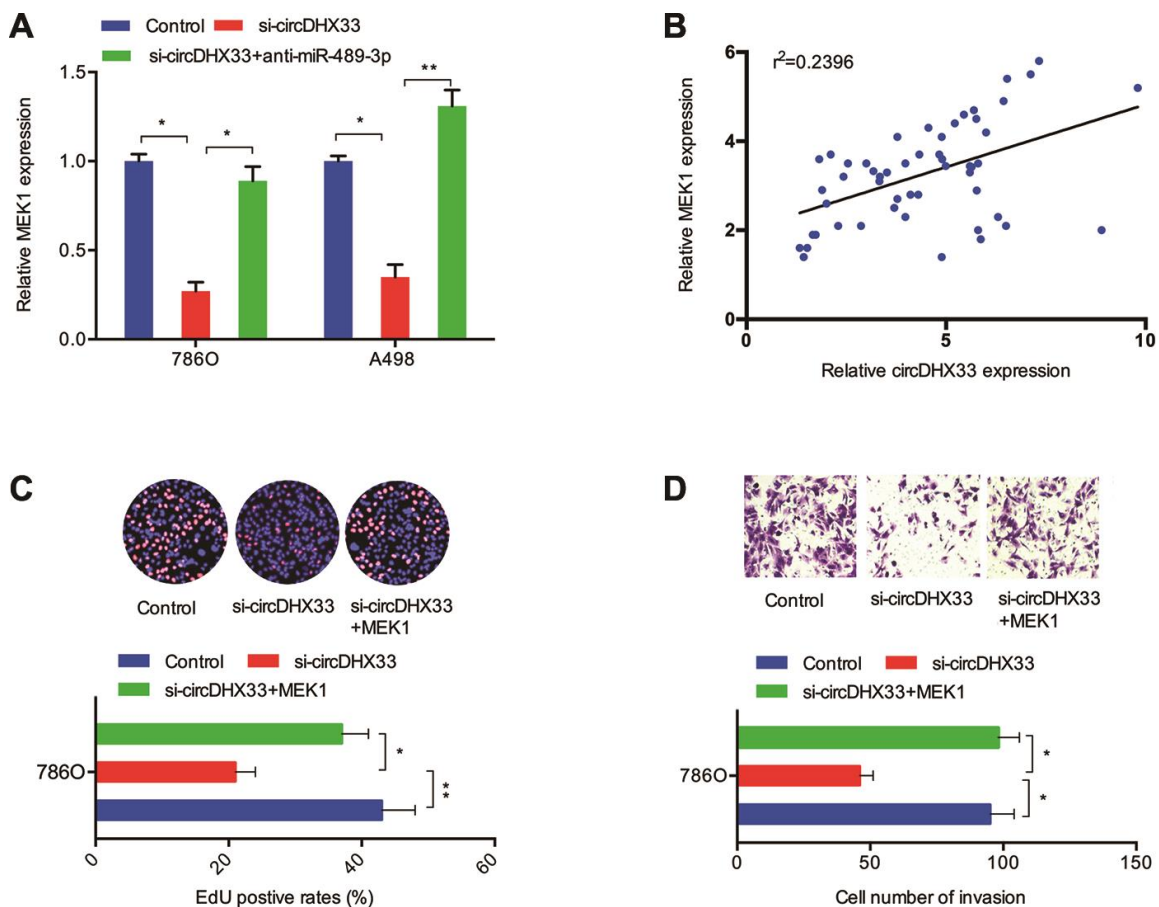 A
Control si-circDHX33
si-circDHX33+anti-miR-489-3p
Relative MEK1 expression
1.5
1.0
0.5
0.0
* * * **
786O A498
B
r²=0.2396
Relative MEK1 expression
6
4
2
0
0 5 10
Relative circDHX33 expression
C
Control si-circDHX33 si-circDHX33
+MEK1
Control si-circDHX33
si-circDHX33+MEK1
786O
*
**
0 20 40 60
EdU postive rates (%)
D
Control si-circDHX33 si-circDHX33
+MEK1
Control si-circDHX33
si-circDHX33+MEK1
786O
*
*
0 50 100 150
Cell number of invasion